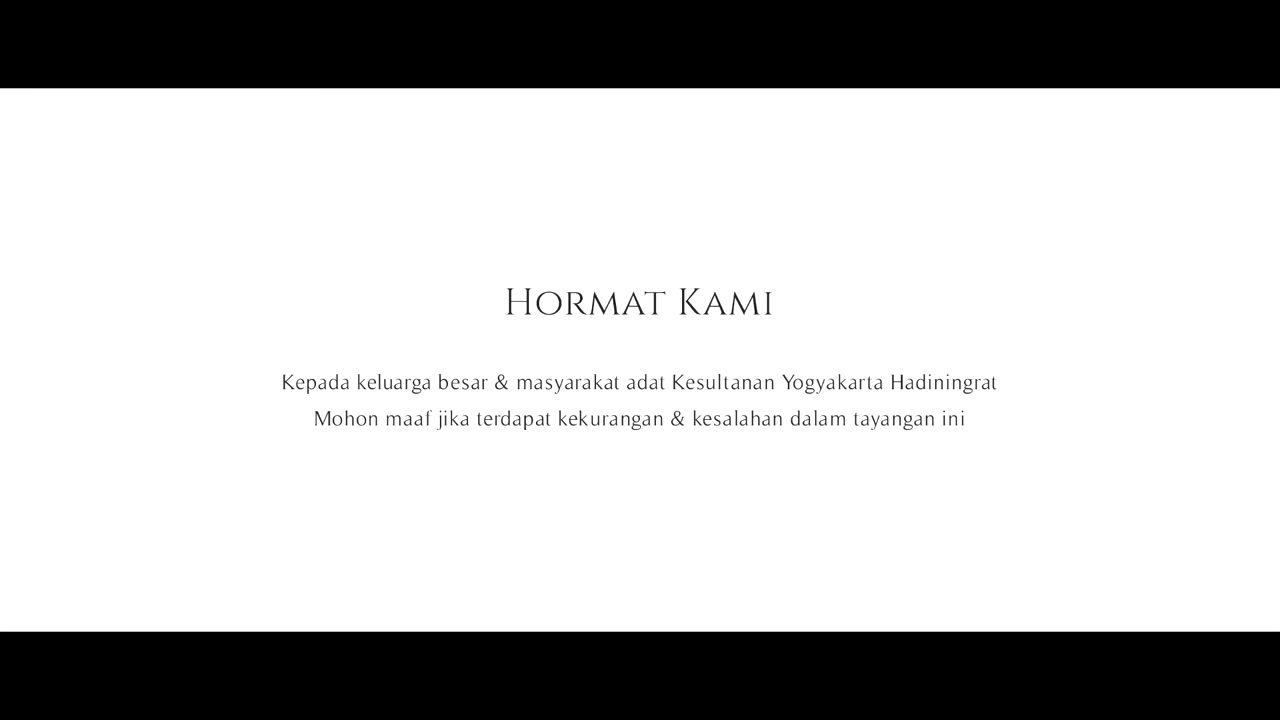 Hormat Kami
Kepada keluarga besar & masyarakat adat Kesultanan Yogyakarta Hadiningrat
Mohon maaf jika terdapat kekurangan & kesalahan dalam tayangan ini